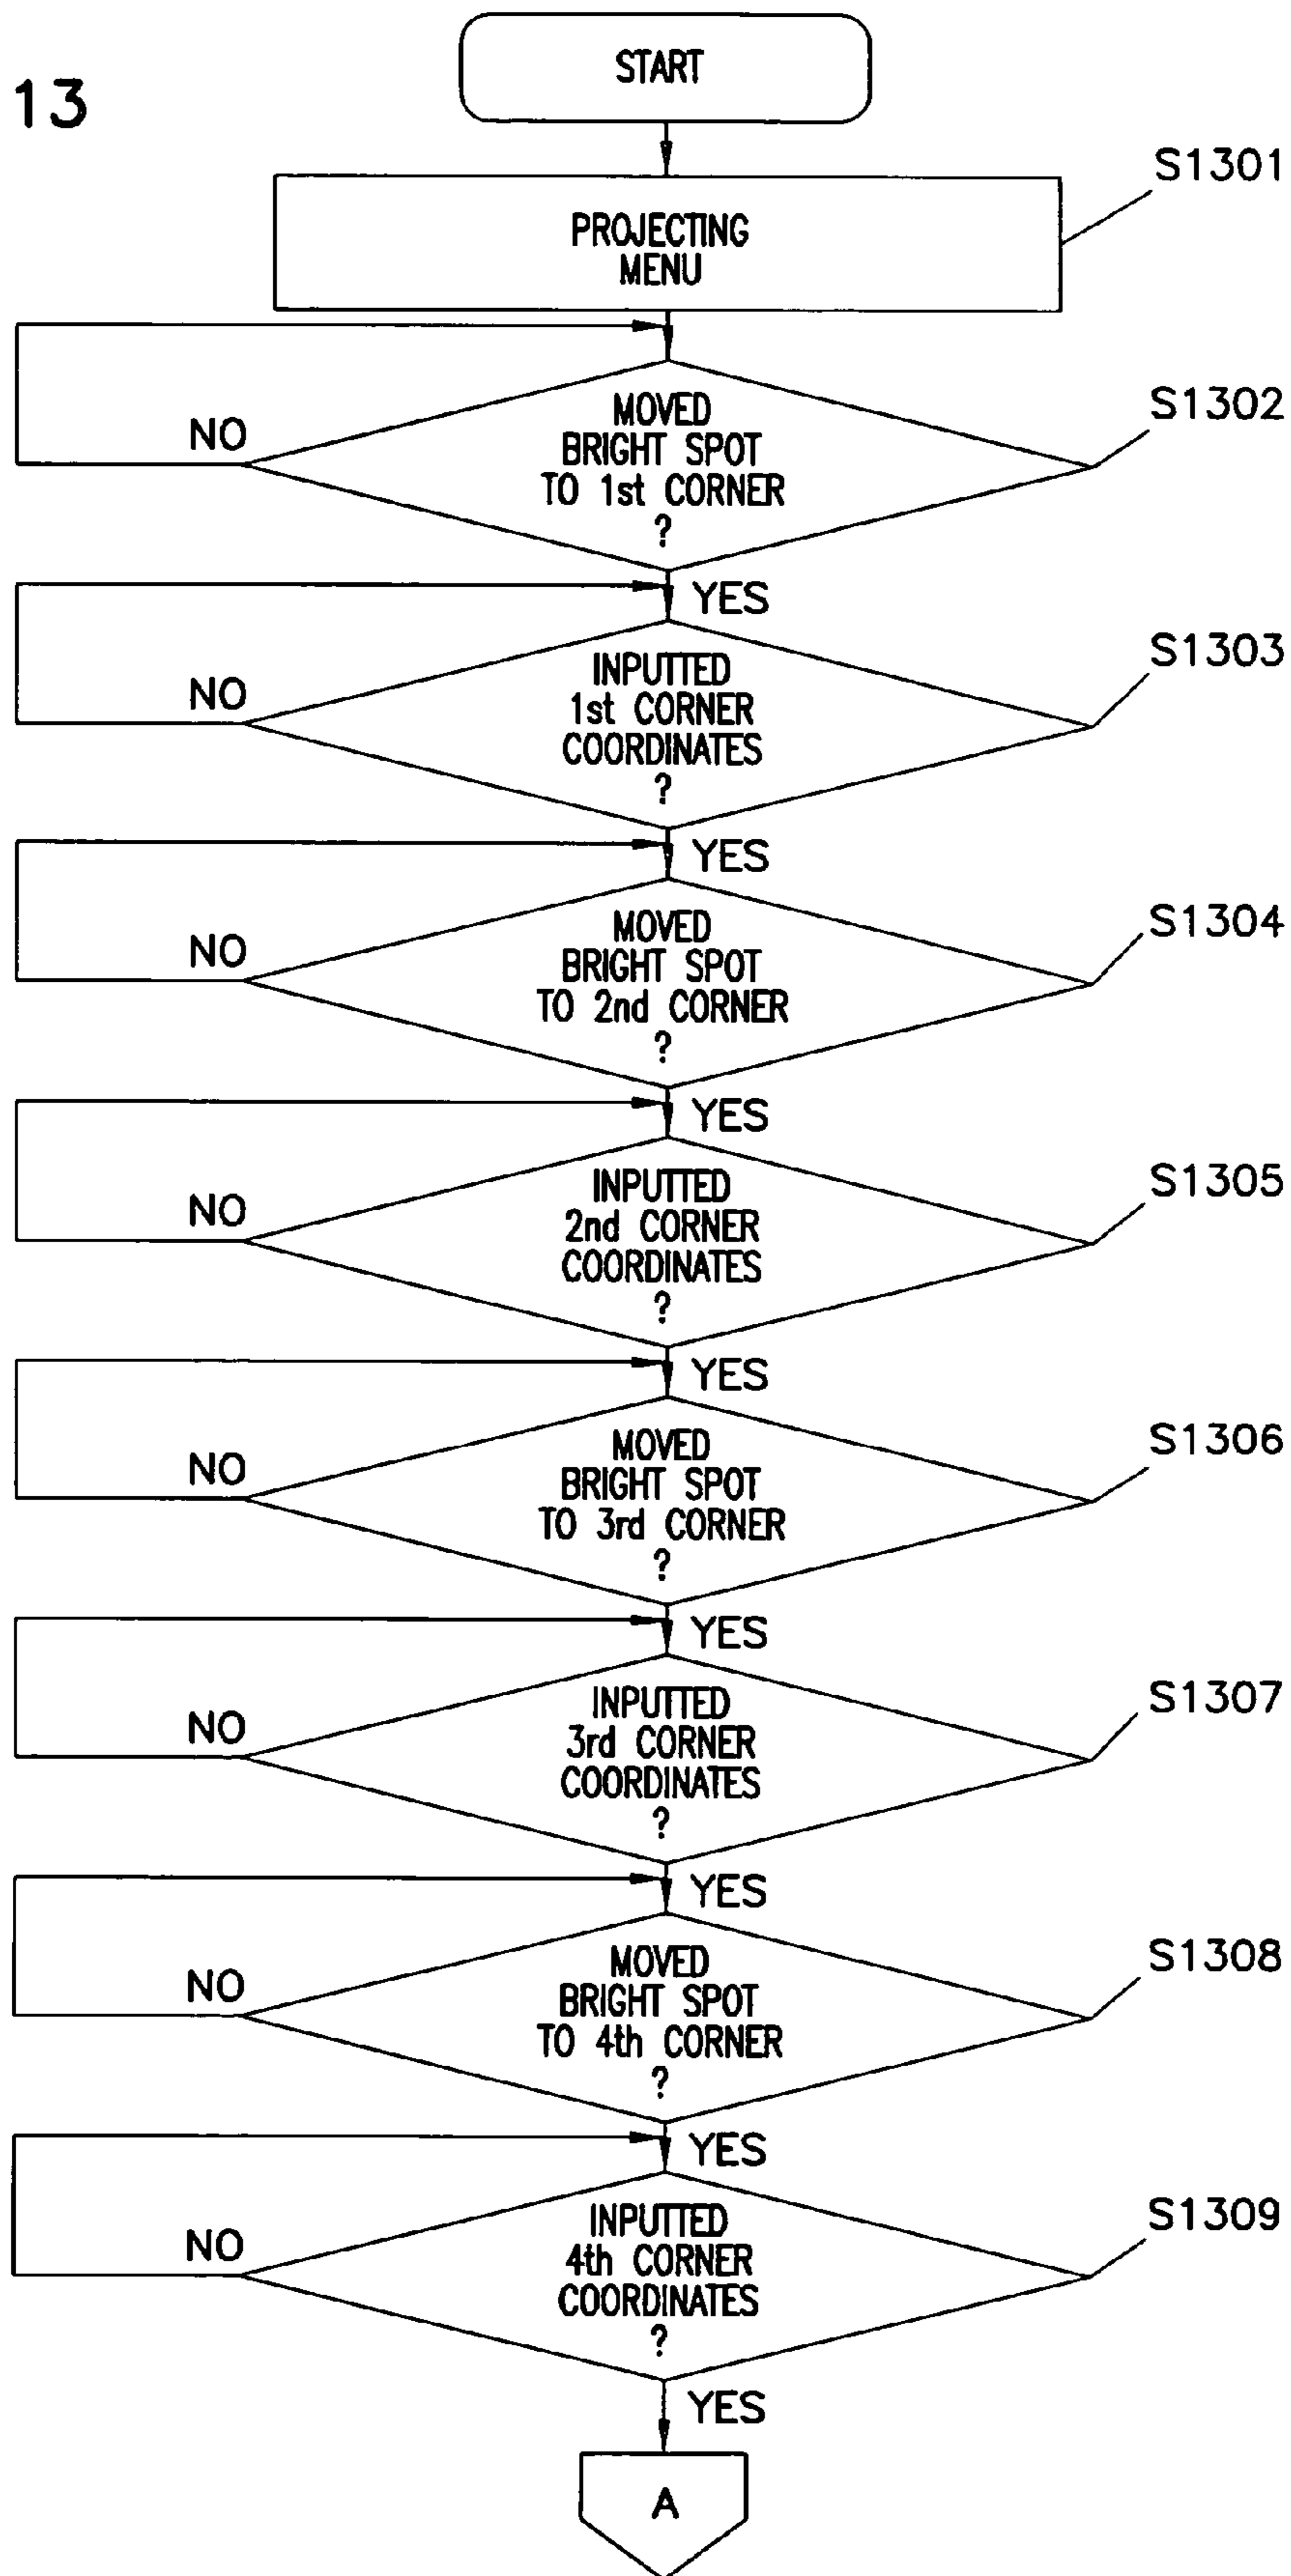 13
START
S1301
PROJECTING
MENU
S1302
NO
MOVED
BRIGHT SPOT
TO 1st CORNER
?
YES
S1303
NO
INPUTTED
1st CORNER
COORDINATES
?
YES
S1304
NO
MOVED
BRIGHT SPOT
TO 2nd CORNER
?
YES
S1305
NO
INPUTTED
2nd CORNER
COORDINATES
?
YES
S1306
NO
MOVED
BRIGHT SPOT
TO 3rd CORNER
?
YES
S1307
NO
INPUTTED
3rd CORNER
COORDINATES
?
YES
S1308
NO
MOVED
BRIGHT SPOT
TO 4th CORNER
?
YES
S1309
NO
INPUTTED
4th CORNER
COORDINATES
?
YES
A